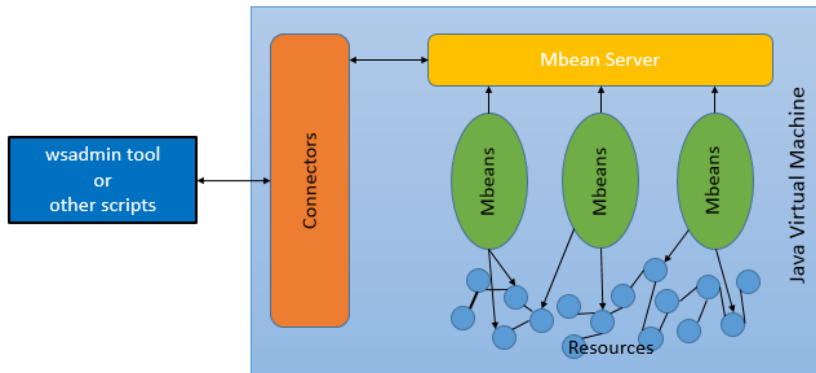 Mbean Server
wsadmin tool
or
other scripts
Connectors
Mbeans
Mbeans
Mbeans
Java Virtual Machine
Resources